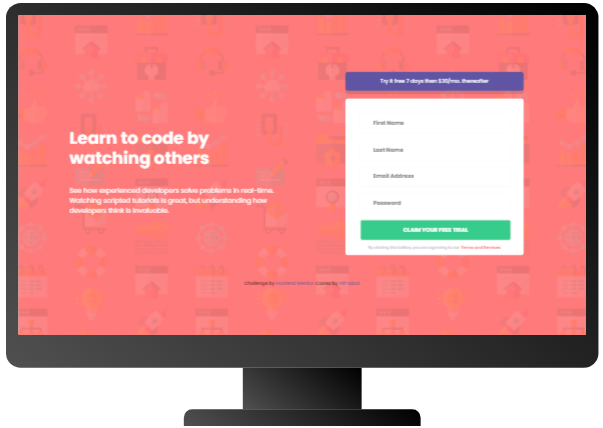 Learn to code by
watching others
See how experienced developers solve problems in real-time.
Watching scripted tutorials is great, but understanding how
developers think is invaluable.
Try it free 7 days then $20/mo. thereafter
First Name
Last Name
Email Address
Password
CLAIM YOUR FREE TRIAL
By clicking the button, you are agreeing to our Terms and Services
Challenge by Frontend Mentor. Coded by